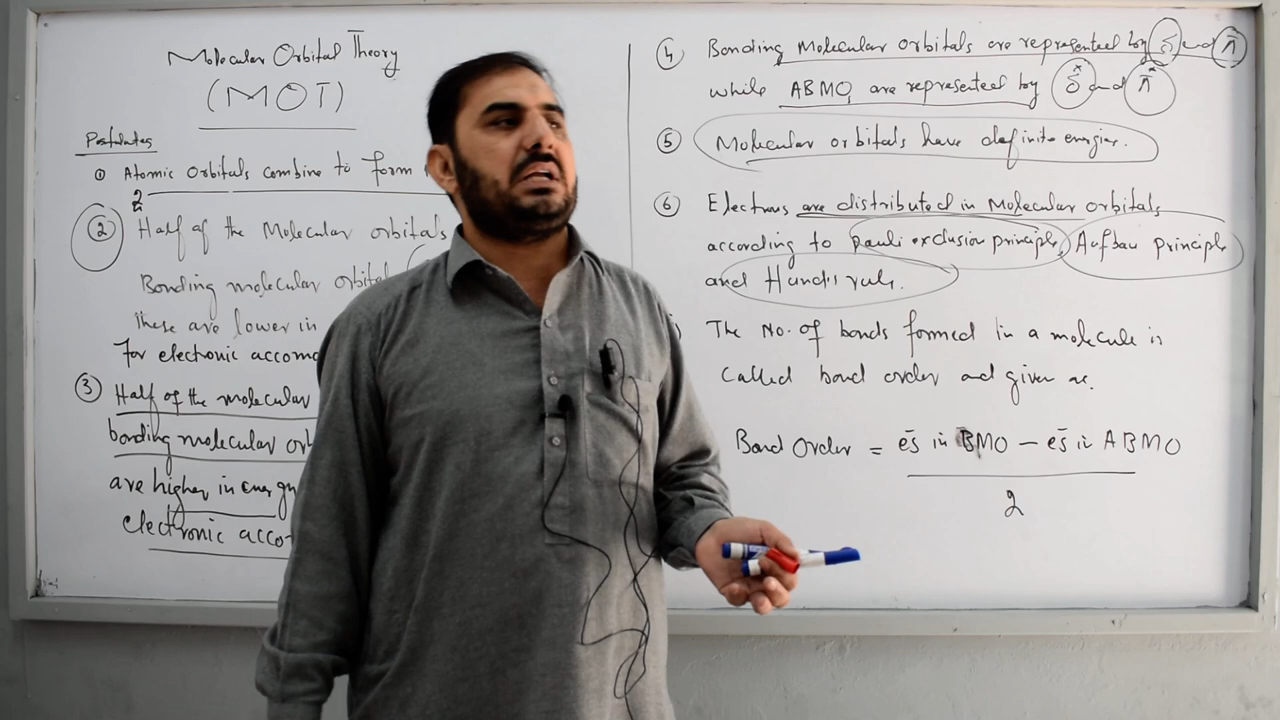 Molecular Orbital Theory
(MOT)
Postulates
① Atomic Orbitals combine to form
2
② Half of the Molecular orbitals
Bonding molecular orbital
These are lower in
For electronic accomo
③ Half of the molecular
bonding molecular orb
are higher in energy
electronic acco
④ Bonding Molecular orbitals are represented by δ and π
while ABMO, are represented by δ* and π*
⑤ Molecular orbitals have definite energies.
⑥ Electrons are distributed in Molecular orbitals
according to Pauli exclusion principle, Aufbau principle
and Hund's rule.
The No. of bonds formed in a molecule is
called bond order and given as.
Bond Order = ēs in BMO – ēs in ABMO
2